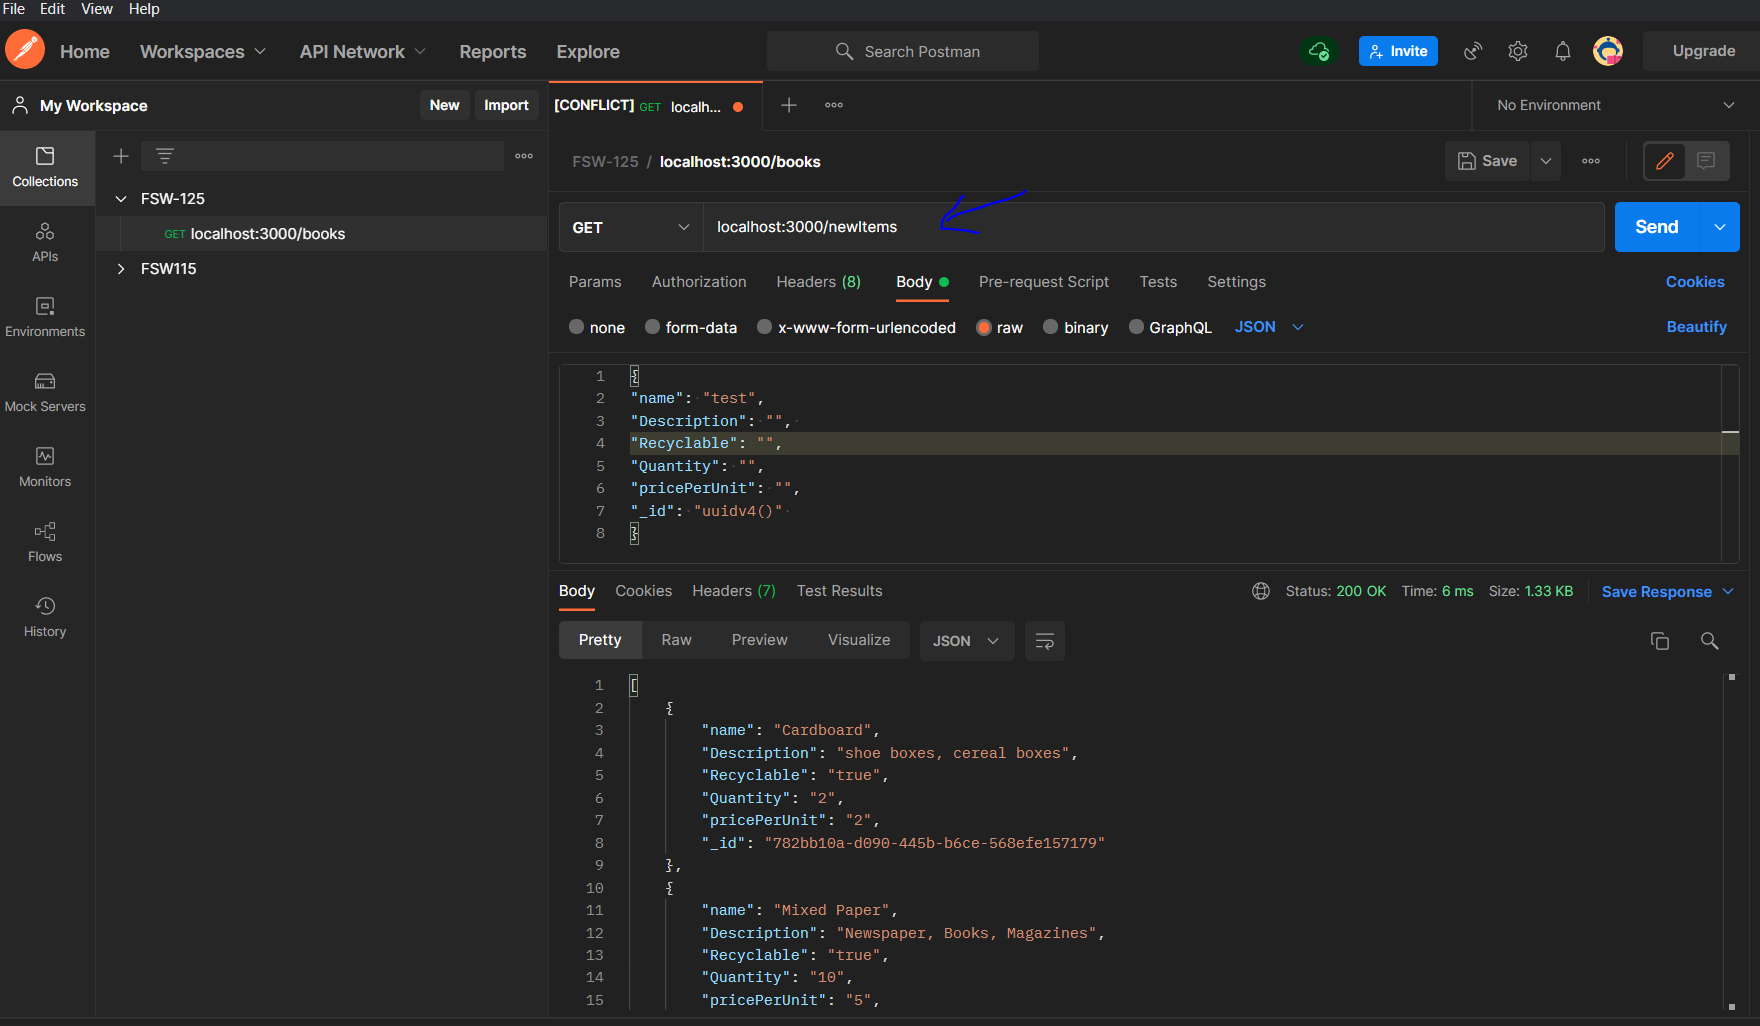 File Edit View Help
Home Workspaces API Network Reports Explore Search Postman Invite Upgrade
My Workspace New Import [CONFLICT] GET localh... No Environment
Collections
APIs
Environments
Mock Servers
Monitors
Flows
History
FSW-125
GET localhost:3000/books
FSW115
FSW-125 / localhost:3000/books Save
GET localhost:3000/newItems Send
Params Authorization Headers (8) Body Pre-request Script Tests Settings Cookies
none form-data x-www-form-urlencoded raw binary GraphQL JSON Beautify
1 {
2 "name": "test",
3 "Description": "",
4 "Recyclable": "",
5 "Quantity": "",
6 "pricePerUnit": "",
7 "_id": "uuidv4()"
8 }
Body Cookies Headers (7) Test Results Status: 200 OK Time: 6 ms Size: 1.33 KB Save Response
Pretty Raw Preview Visualize JSON
1 [
2 {
3 "name": "Cardboard",
4 "Description": "shoe boxes, cereal boxes",
5 "Recyclable": "true",
6 "Quantity": "2",
7 "pricePerUnit": "2",
8 "_id": "782bb10a-d090-445b-b6ce-568efe157179"
9 },
10 {
11 "name": "Mixed Paper",
12 "Description": "Newspaper, Books, Magazines",
13 "Recyclable": "true",
14 "Quantity": "10",
15 "pricePerUnit": "5",